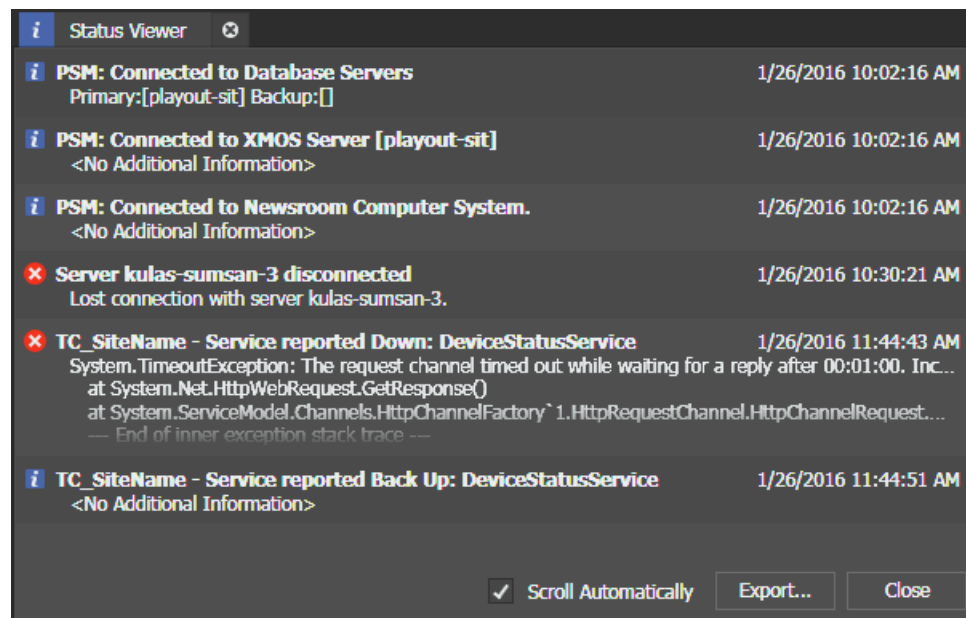 Status Viewer
PSM: Connected to Database Servers 1/26/2016 10:02:16 AM
Primary:[playout-sit] Backup:[]
PSM: Connected to XMOS Server [playout-sit] 1/26/2016 10:02:16 AM
<No Additional Information>
PSM: Connected to Newsroom Computer System. 1/26/2016 10:02:16 AM
<No Additional Information>
Server kulas-sumsan-3 disconnected 1/26/2016 10:30:21 AM
Lost connection with server kulas-sumsan-3.
TC_SiteName - Service reported Down: DeviceStatusService 1/26/2016 11:44:43 AM
System.TimeoutException: The request channel timed out while waiting for a reply after 00:01:00. Inc...
at System.Net.HttpWebRequest.GetResponse()
at System.ServiceModel.Channels.HttpChannelFactory`1.HttpRequestChannel.HttpChannelRequest....
--- End of inner exception stack trace ---
TC_SiteName - Service reported Back Up: DeviceStatusService 1/26/2016 11:44:51 AM
<No Additional Information>
Scroll Automatically Export... Close